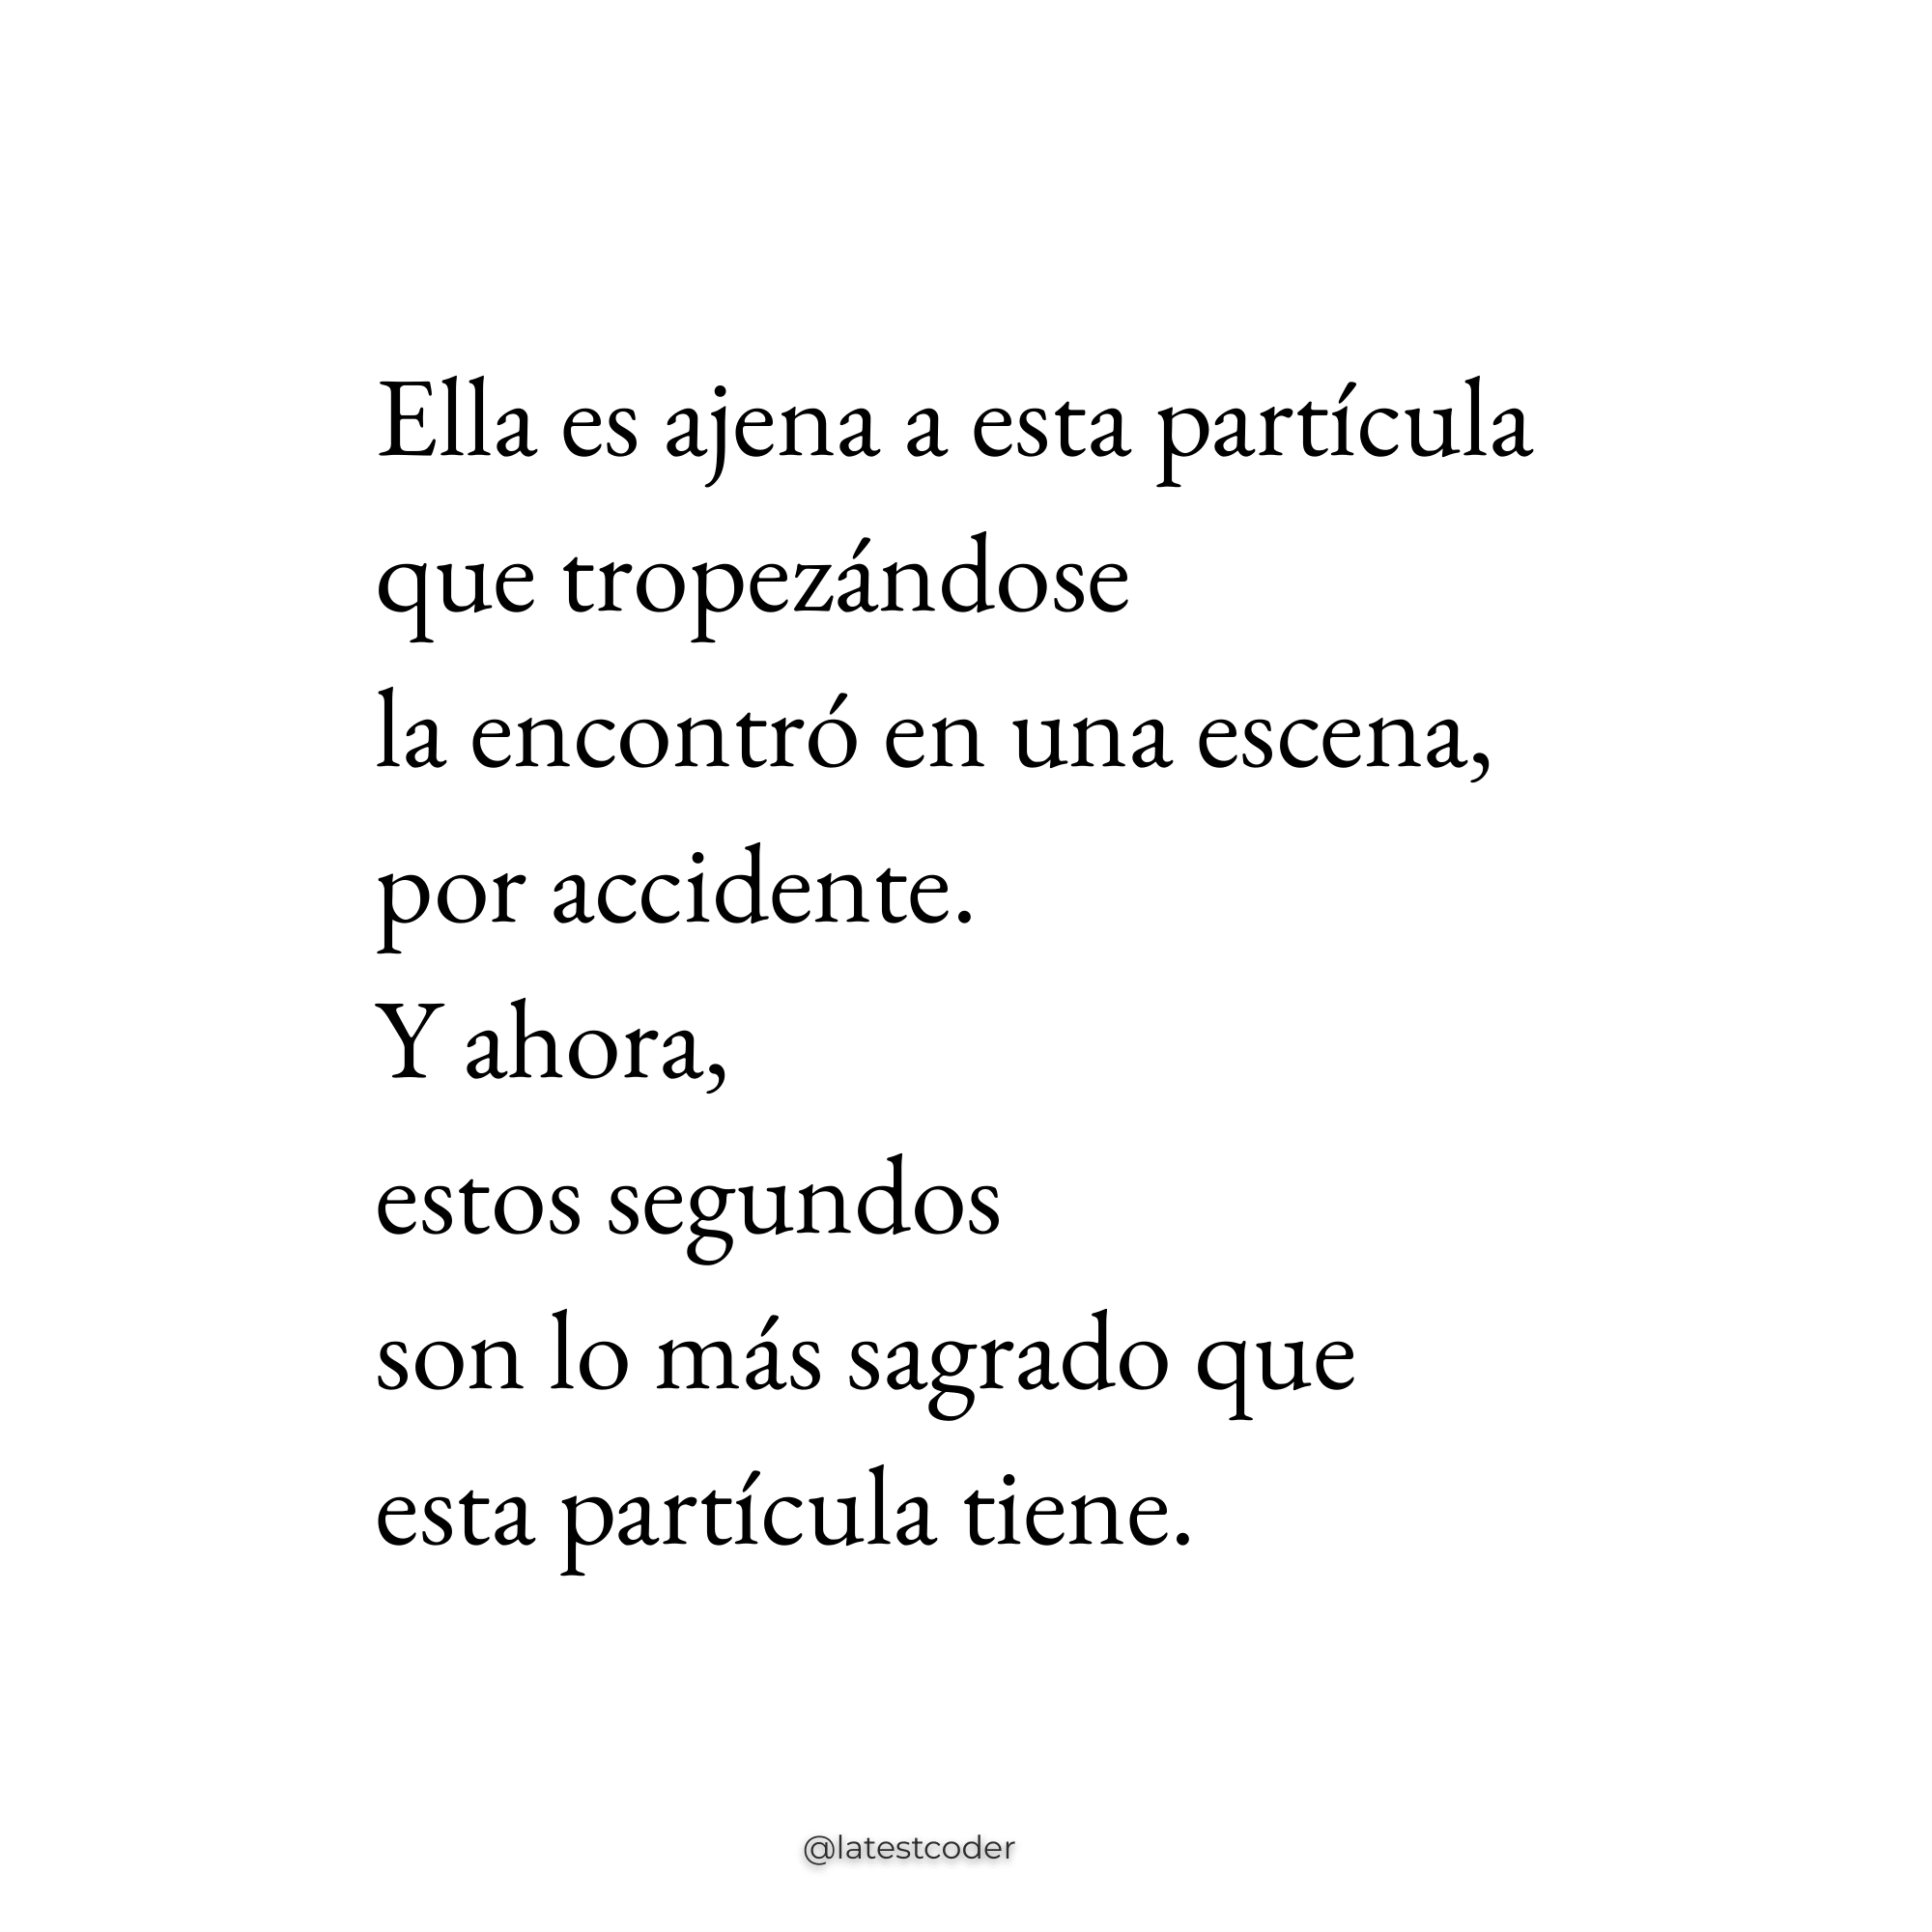 Ella es ajena a esta partícula
que tropezándose
la encontró en una escena,
por accidente.
Y ahora,
estos segundos
son lo más sagrado que
esta partícula tiene.
@latestcoder